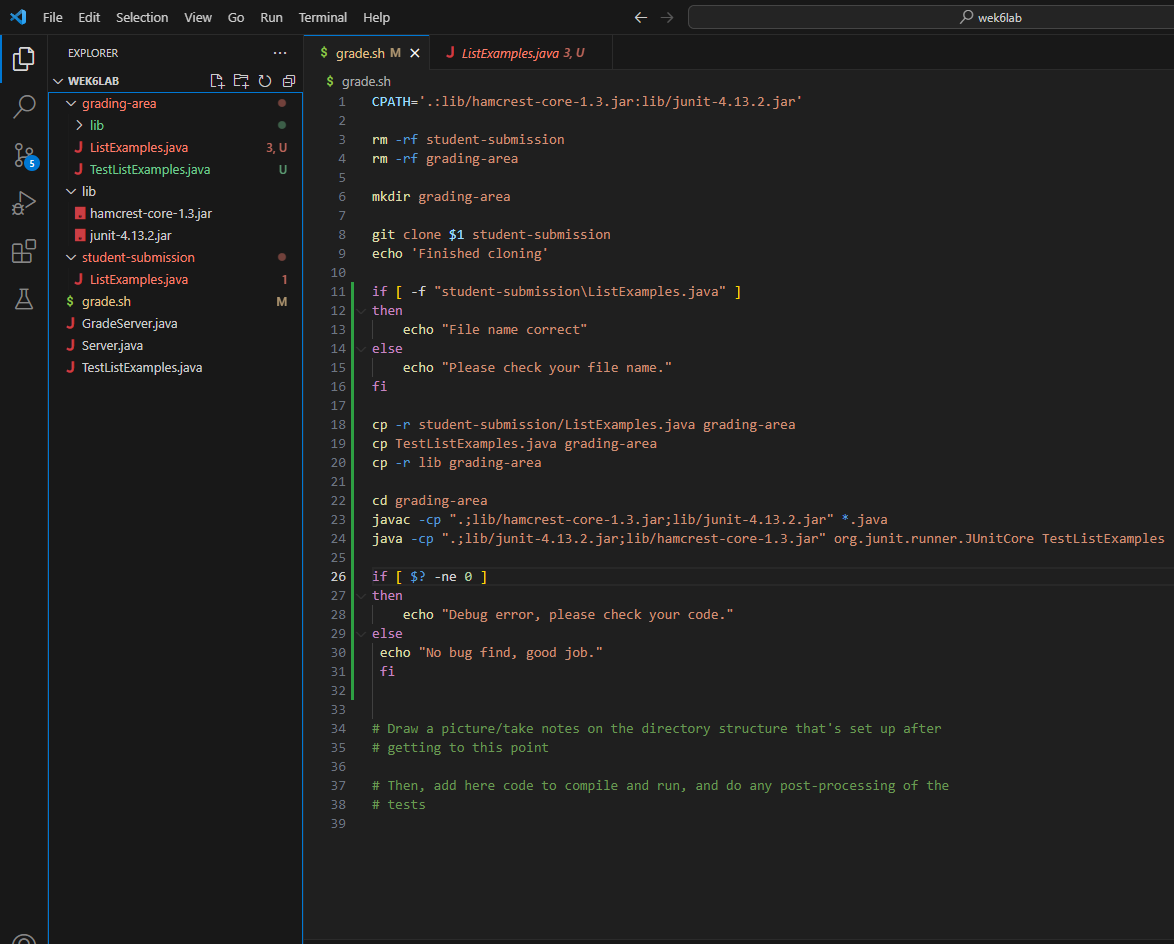 File Edit Selection View Go Run Terminal Help
wek6lab
EXPLORER
WEK6LAB
grading-area
lib
ListExamples.java 3, U
TestListExamples.java U
lib
hamcrest-core-1.3.jar
junit-4.13.2.jar
student-submission
ListExamples.java 1
$ grade.sh M
GradeServer.java
Server.java
TestListExamples.java
5
$ grade.sh M
ListExamples.java 3, U
$ grade.sh
1 CPATH='.:lib/hamcrest-core-1.3.jar:lib/junit-4.13.2.jar'
2
3 rm -rf student-submission
4 rm -rf grading-area
5
6 mkdir grading-area
7
8 git clone $1 student-submission
9 echo 'Finished cloning'
10
11 if [ -f "student-submission\ListExamples.java" ]
12 then
13 echo "File name correct"
14 else
15 echo "Please check your file name."
16 fi
17
18 cp -r student-submission/ListExamples.java grading-area
19 cp TestListExamples.java grading-area
20 cp -r lib grading-area
21
22 cd grading-area
23 javac -cp ".;lib/hamcrest-core-1.3.jar;lib/junit-4.13.2.jar" *.java
24 java -cp ".;lib/junit-4.13.2.jar;lib/hamcrest-core-1.3.jar" org.junit.runner.JUnitCore TestListExamples
25
26 if [ $? -ne 0 ]
27 then
28 echo "Debug error, please check your code."
29 else
30 echo "No bug find, good job."
31 fi
32
33
34 # Draw a picture/take notes on the directory structure that's set up after
35 # getting to this point
36
37 # Then, add here code to compile and run, and do any post-processing of the
38 # tests
39